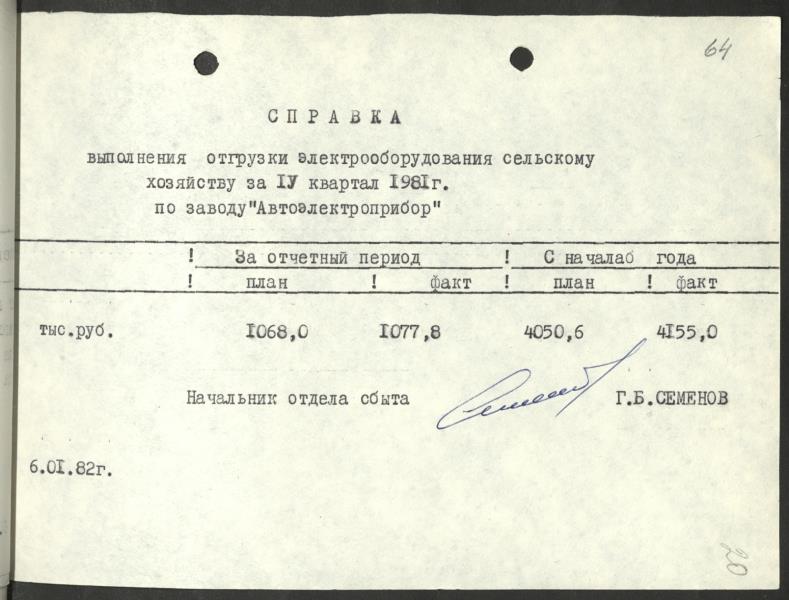 64
СПРАВКА
выполнения отгрузки электрооборудования сельскому
хозяйству за IУ квартал 1981г.
по заводу"Автоэлектроприбор"
! За отчетный период ! С началаб года
! план ! факт ! план ! факт
тыс.руб. 1068,0 1077,8 4050,6 4155,0
Начальник отдела сбыта Г.Б.СЕМЕНОВ
6.01.82г.
20